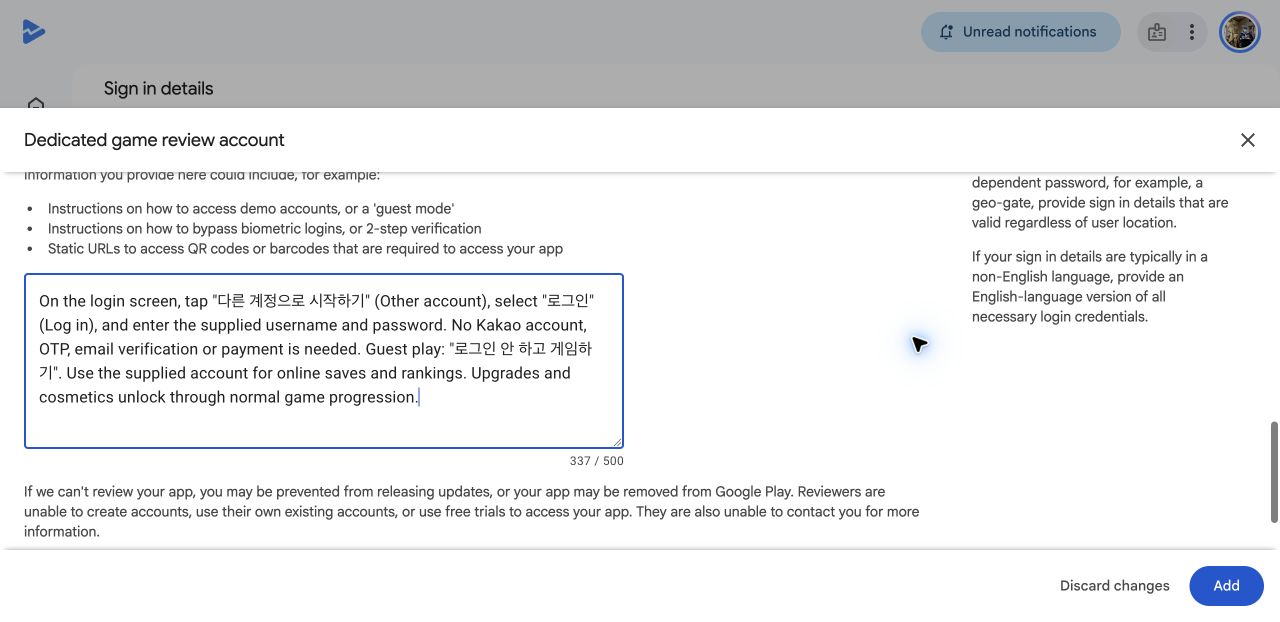 Unread notifications
Sign in details
Dedicated game review account
information you provide here could include, for example:
• Instructions on how to access demo accounts, or a 'guest mode'
• Instructions on how to bypass biometric logins, or 2-step verification
• Static URLs to access QR codes or barcodes that are required to access your app
On the login screen, tap "다른 계정으로 시작하기" (Other account), select "로그인"
(Log in), and enter the supplied username and password. No Kakao account,
OTP, email verification or payment is needed. Guest play: "로그인 안 하고 게임하
기". Use the supplied account for online saves and rankings. Upgrades and
cosmetics unlock through normal game progression.
337 / 500
If we can't review your app, you may be prevented from releasing updates, or your app may be removed from Google Play. Reviewers are
unable to create accounts, use their own existing accounts, or use free trials to access your app. They are also unable to contact you for more
information.
dependent password, for example, a
geo-gate, provide sign in details that are
valid regardless of user location.
If your sign in details are typically in a
non-English language, provide an
English-language version of all
necessary login credentials.
Discard changes
Add